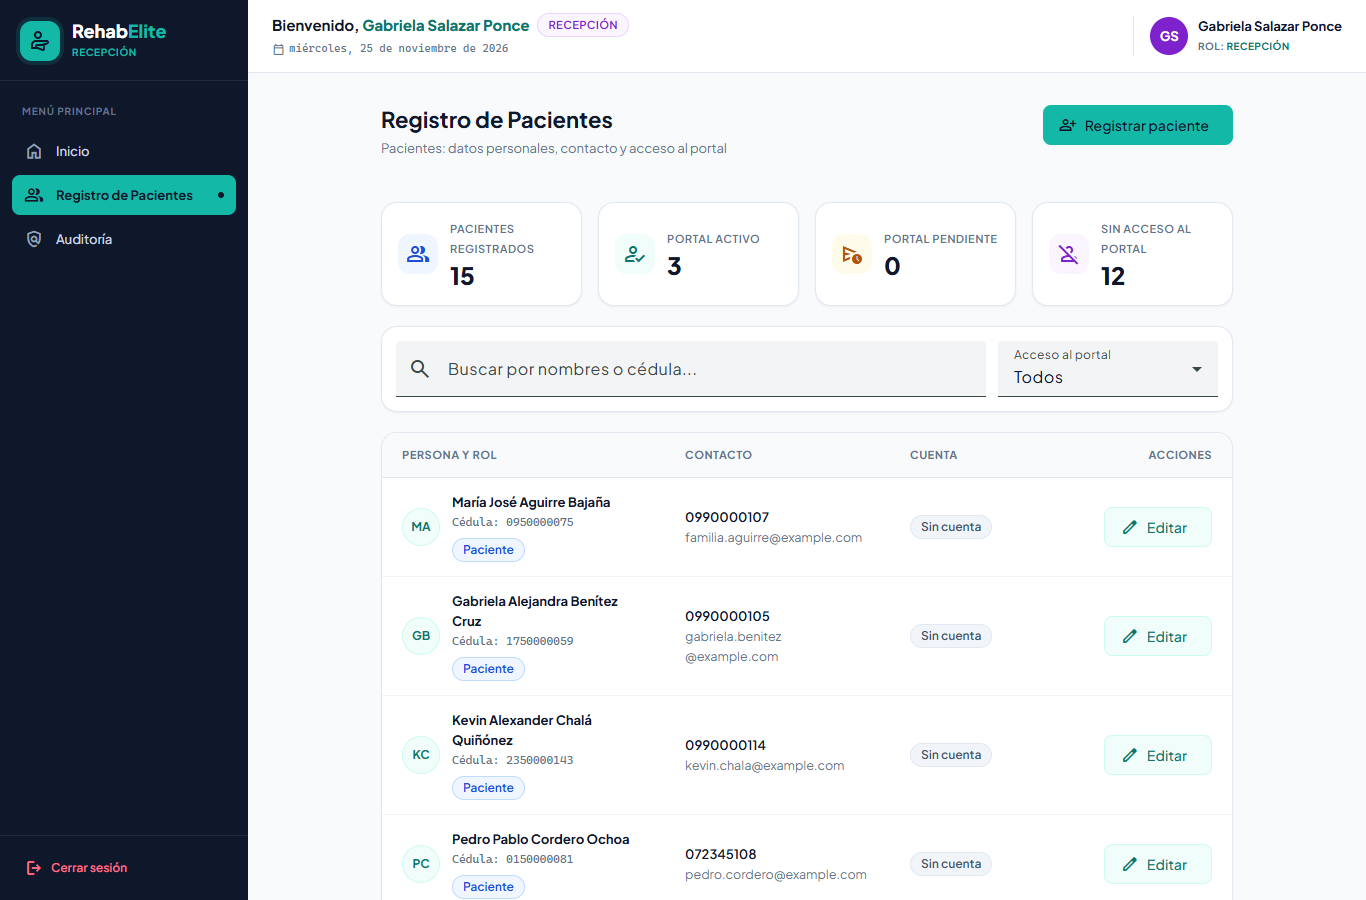 RehabElite
RECEPCIÓN
MENÚ PRINCIPAL
Inicio
Registro de Pacientes
Auditoría
Cerrar sesión
Bienvenido, Gabriela Salazar Ponce RECEPCIÓN
miércoles, 25 de noviembre de 2026
GS
Gabriela Salazar Ponce
ROL: RECEPCIÓN
Registro de Pacientes
Pacientes: datos personales, contacto y acceso al portal
Registrar paciente
PACIENTES
REGISTRADOS
15
PORTAL ACTIVO
3
PORTAL PENDIENTE
0
SIN ACCESO AL
PORTAL
12
Buscar por nombres o cédula...
Acceso al portal
Todos
PERSONA Y ROL CONTACTO CUENTA ACCIONES
MA
María José Aguirre Bajaña
Cédula: 0950000075
Paciente
0990000107
familia.aguirre@example.com
Sin cuenta
Editar
GB
Gabriela Alejandra Benítez
Cruz
Cédula: 1750000059
Paciente
0990000105
gabriela.benitez
@example.com
Sin cuenta
Editar
KC
Kevin Alexander Chalá
Quiñónez
Cédula: 2350000143
Paciente
0990000114
kevin.chala@example.com
Sin cuenta
Editar
PC
Pedro Pablo Cordero Ochoa
Cédula: 0150000081
Paciente
072345108
pedro.cordero@example.com
Sin cuenta
Editar